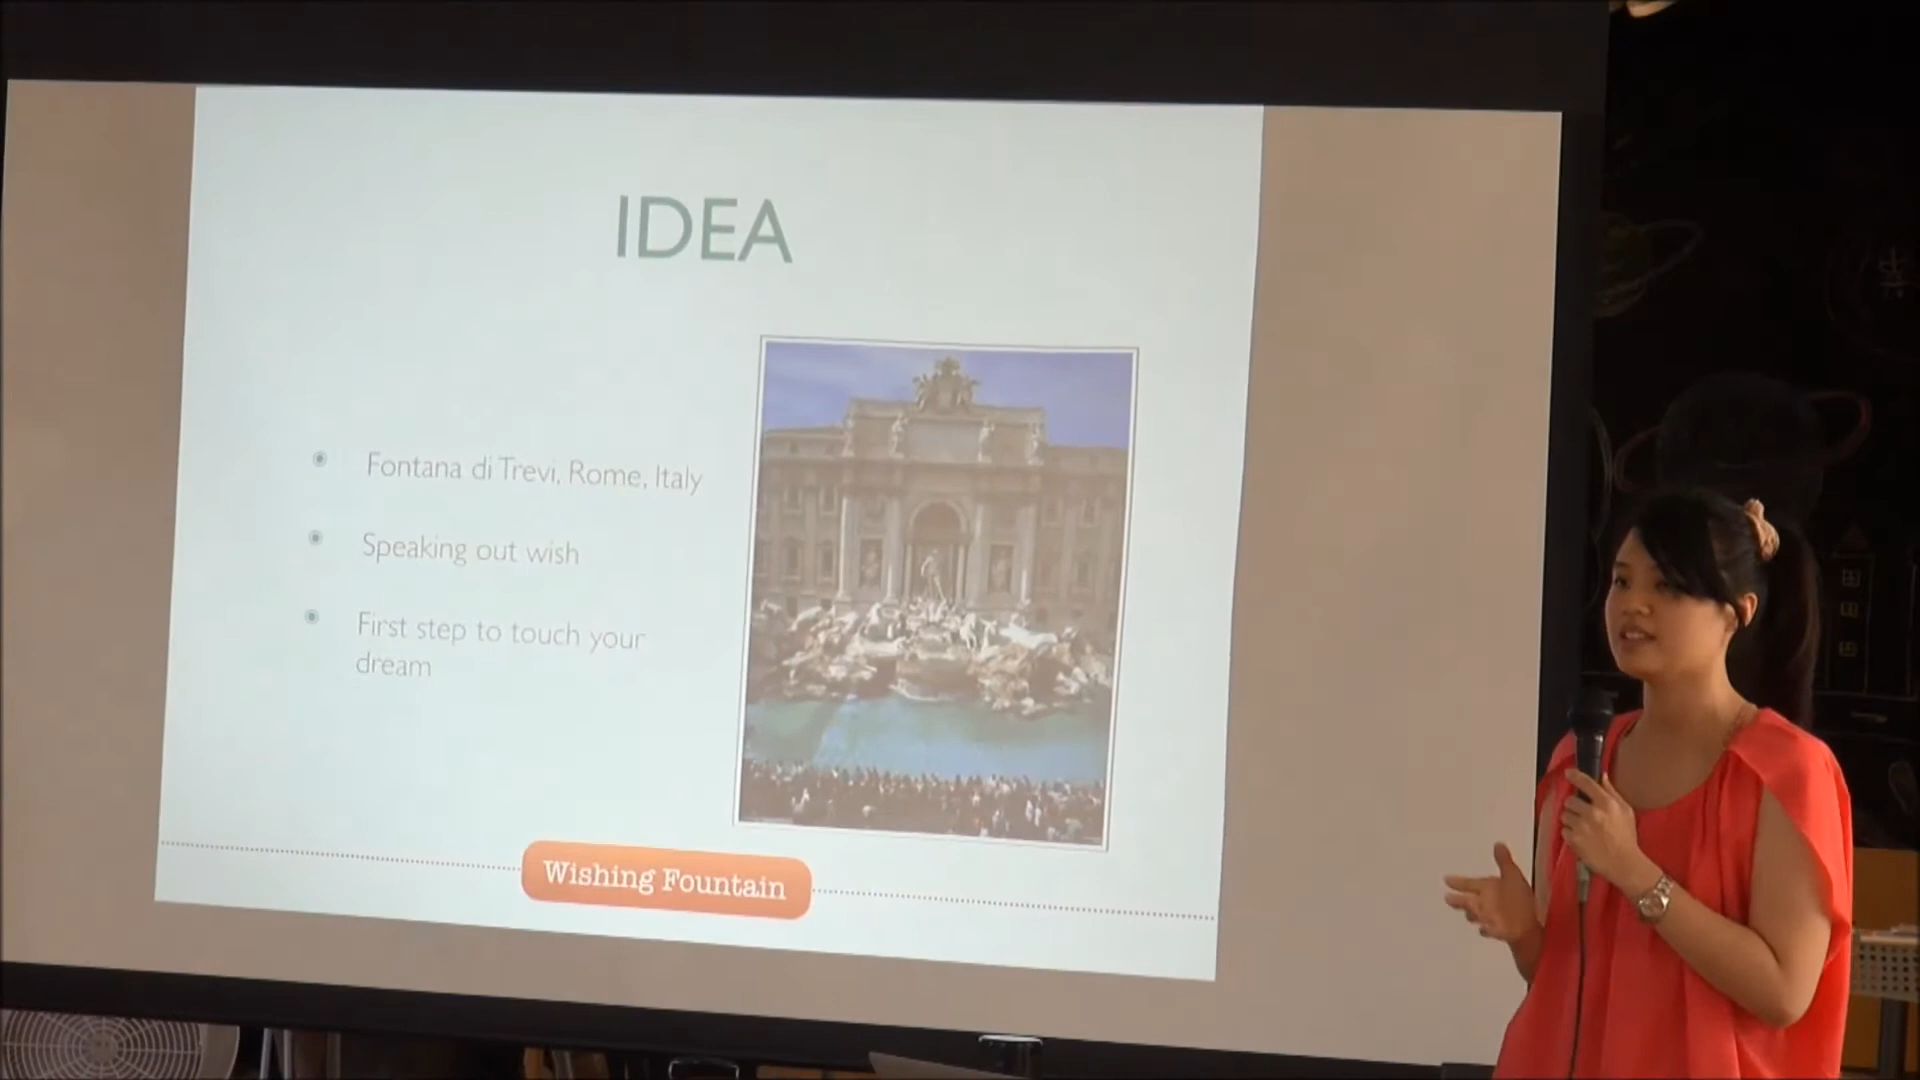 IDEA
Fontana di Trevi, Rome, Italy
Speaking out wish
First step to touch your
dream
Wishing Fountain